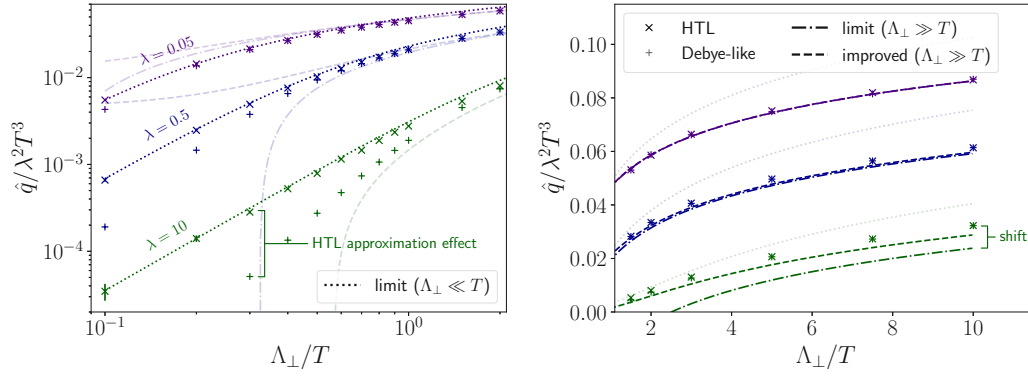 10⁻²
10⁻³
10⁻⁴
q̂/λ²T³
λ = 0.05
λ = 0.5
λ = 10
HTL approximation effect
limit (Λ⊥ ≪ T)
10⁻¹
10⁰
Λ⊥/T
0.12
0.10
0.08
0.06
0.04
0.02
0.00
q̂/λ²T³
HTL
Debye-like
limit (Λ⊥ ≫ T)
improved (Λ⊥ ≫ T)
shift
2
4
6
8
10
Λ⊥/T